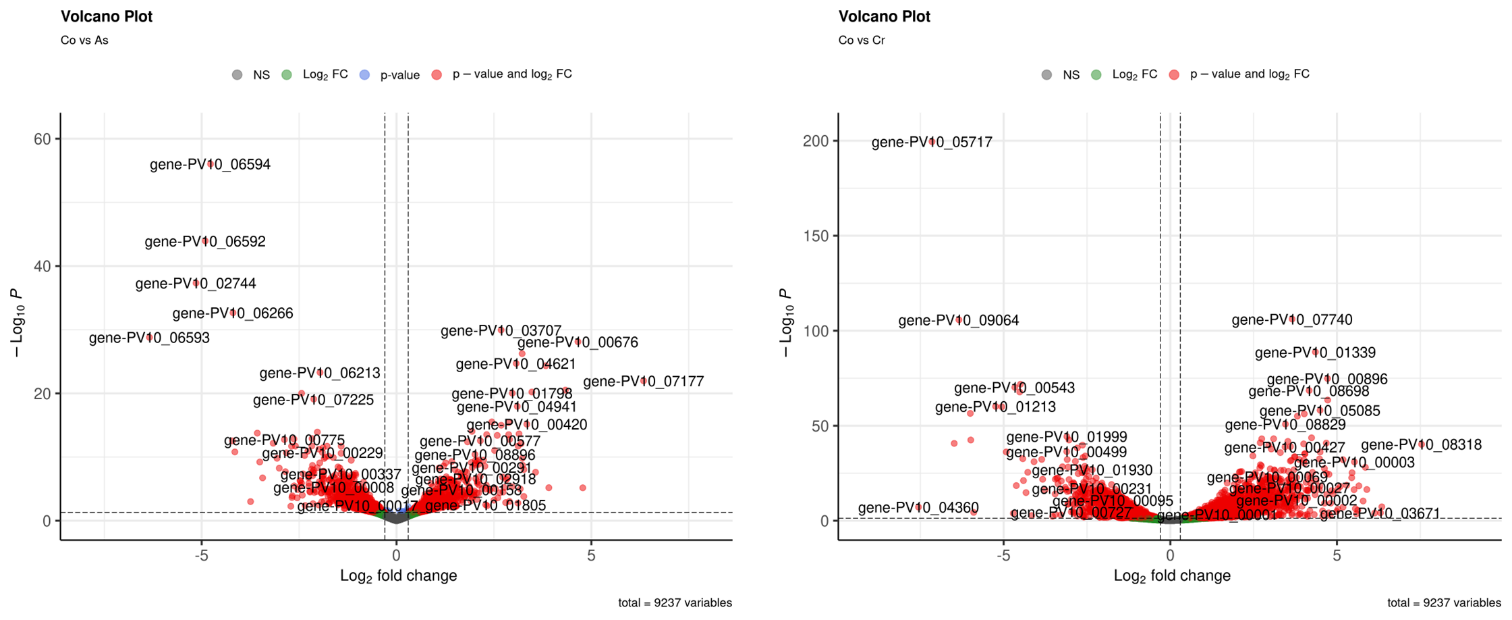 Volcano Plot
Co vs As
NS Log2 FC p-value p − value and log2 FC
− Log10 P
60
40
20
0
gene-PV10_06594
gene-PV10_06592
gene-PV10_02744
gene-PV10_06266
gene-PV10_06593
gene-PV10_03707
gene-PV10_00676
gene-PV10_04621
gene-PV10_06213
gene-PV10_07177
gene-PV10_07225
gene-PV10_01798
gene-PV10_04941
gene-PV10_00420
gene-PV10_00775
gene-PV10_00577
gene-PV10_00229
gene-PV10_08896
gene-PV10_00291
gene-PV10_00337
gene-PV10_02918
gene-PV10_00008
gene-PV10_00158
gene-PV10_00017
gene-PV10_01805
-5 0 5
Log2 fold change
total = 9237 variables
Volcano Plot
Co vs Cr
NS Log2 FC p − value and log2 FC
− Log10 P
200
150
100
50
0
gene-PV10_05717
gene-PV10_09064
gene-PV10_07740
gene-PV10_01339
gene-PV10_00896
gene-PV10_00543
gene-PV10_08698
gene-PV10_01213
gene-PV10_05085
gene-PV10_08829
gene-PV10_01999
gene-PV10_00427
gene-PV10_08318
gene-PV10_00499
gene-PV10_00003
gene-PV10_01930
gene-PV10_00069
gene-PV10_00231
gene-PV10_00027
gene-PV10_00095
gene-PV10_00002
gene-PV10_04360
gene-PV10_00727
gene-PV10_00001
gene-PV10_03671
-5 0 5
Log2 fold change
total = 9237 variables